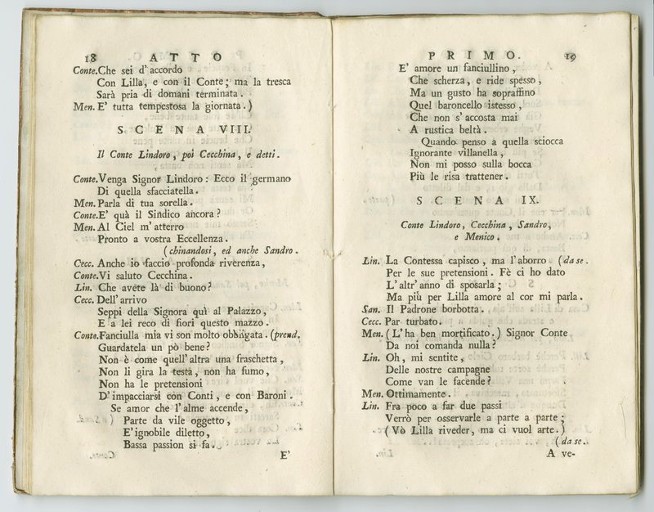 18 ATTO
Conte. Che sei d'accordo
Con Lilla, e con il Conte; ma la tresca
Sarà pria di domani terminata.
Men. E' tutta tempestosa la giornata.)
SCENA VIII.
Il Conte Lindoro, poi Cecchina, e detti.
Conte. Venga Signor Lindoro: Ecco il germano
Di quella sfacciatella.
Men. Parla di tua sorella.
Conte. E' quà il Sindico ancora?
Men. Al Ciel m'atterro
Pronto a vostra Eccellenza.
(chinandosi, ed anche Sandro.
Cecc. Anche io faccio profonda riverenza,
Conte. Vi saluto Cecchina.
Lin. Che avete là di buono?
Cecc. Dell'arrivo
Seppi della Signora quì al Palazzo,
E a lei reco di fiori questo mazzo.
Conte. Fanciulla mia vi son molto obbligata. (prend.
Guardatela un pò bene?
Non è come quell'altra una fraschetta,
Non li gira la testa, non ha fumo,
Non ha le pretensioni
D'impacciarsi con Conti, e con Baroni.
Se amor che l'alme accende,
Parte da vile oggetto,
E' ignobile diletto,
Bassa passion si fa.
E'
PRIMO. 19
E' amore un fanciullino,
Che scherza, e ride spesso,
Ma un gusto ha sopraffino
Quel baroncello istesso,
Che non s'accosta mai
A rustica beltà.
Quando penso a quella sciocca
Ignorante villanella,
Non mi posso sulla bocca
Più le risa trattener.
SCENA IX.
Conte Lindoro, Cecchina, Sandro,
e Menico.
Lin. La Contessa capisco, ma l'aborro (da se.
Per le sue pretensioni. Fè ci ho dato
L'altr'anno di sposarla;
Ma più per Lilla amore al cor mi parla.
San. Il Padrone borbotta.
Cecc. Par turbato.
Men. (L'ha ben mortificato.) Signor Conte
Da noi comanda nulla?
Lin. Oh, mi sentite,
Delle nostre campagne
Come van le facende?
Men. Ottimamente.
Lin. Fra poco a far due passi
Verrò per osservarle a parte a parte;
(Vò Lilla riveder, ma ci vuol arte.)
(da se.
A ve-